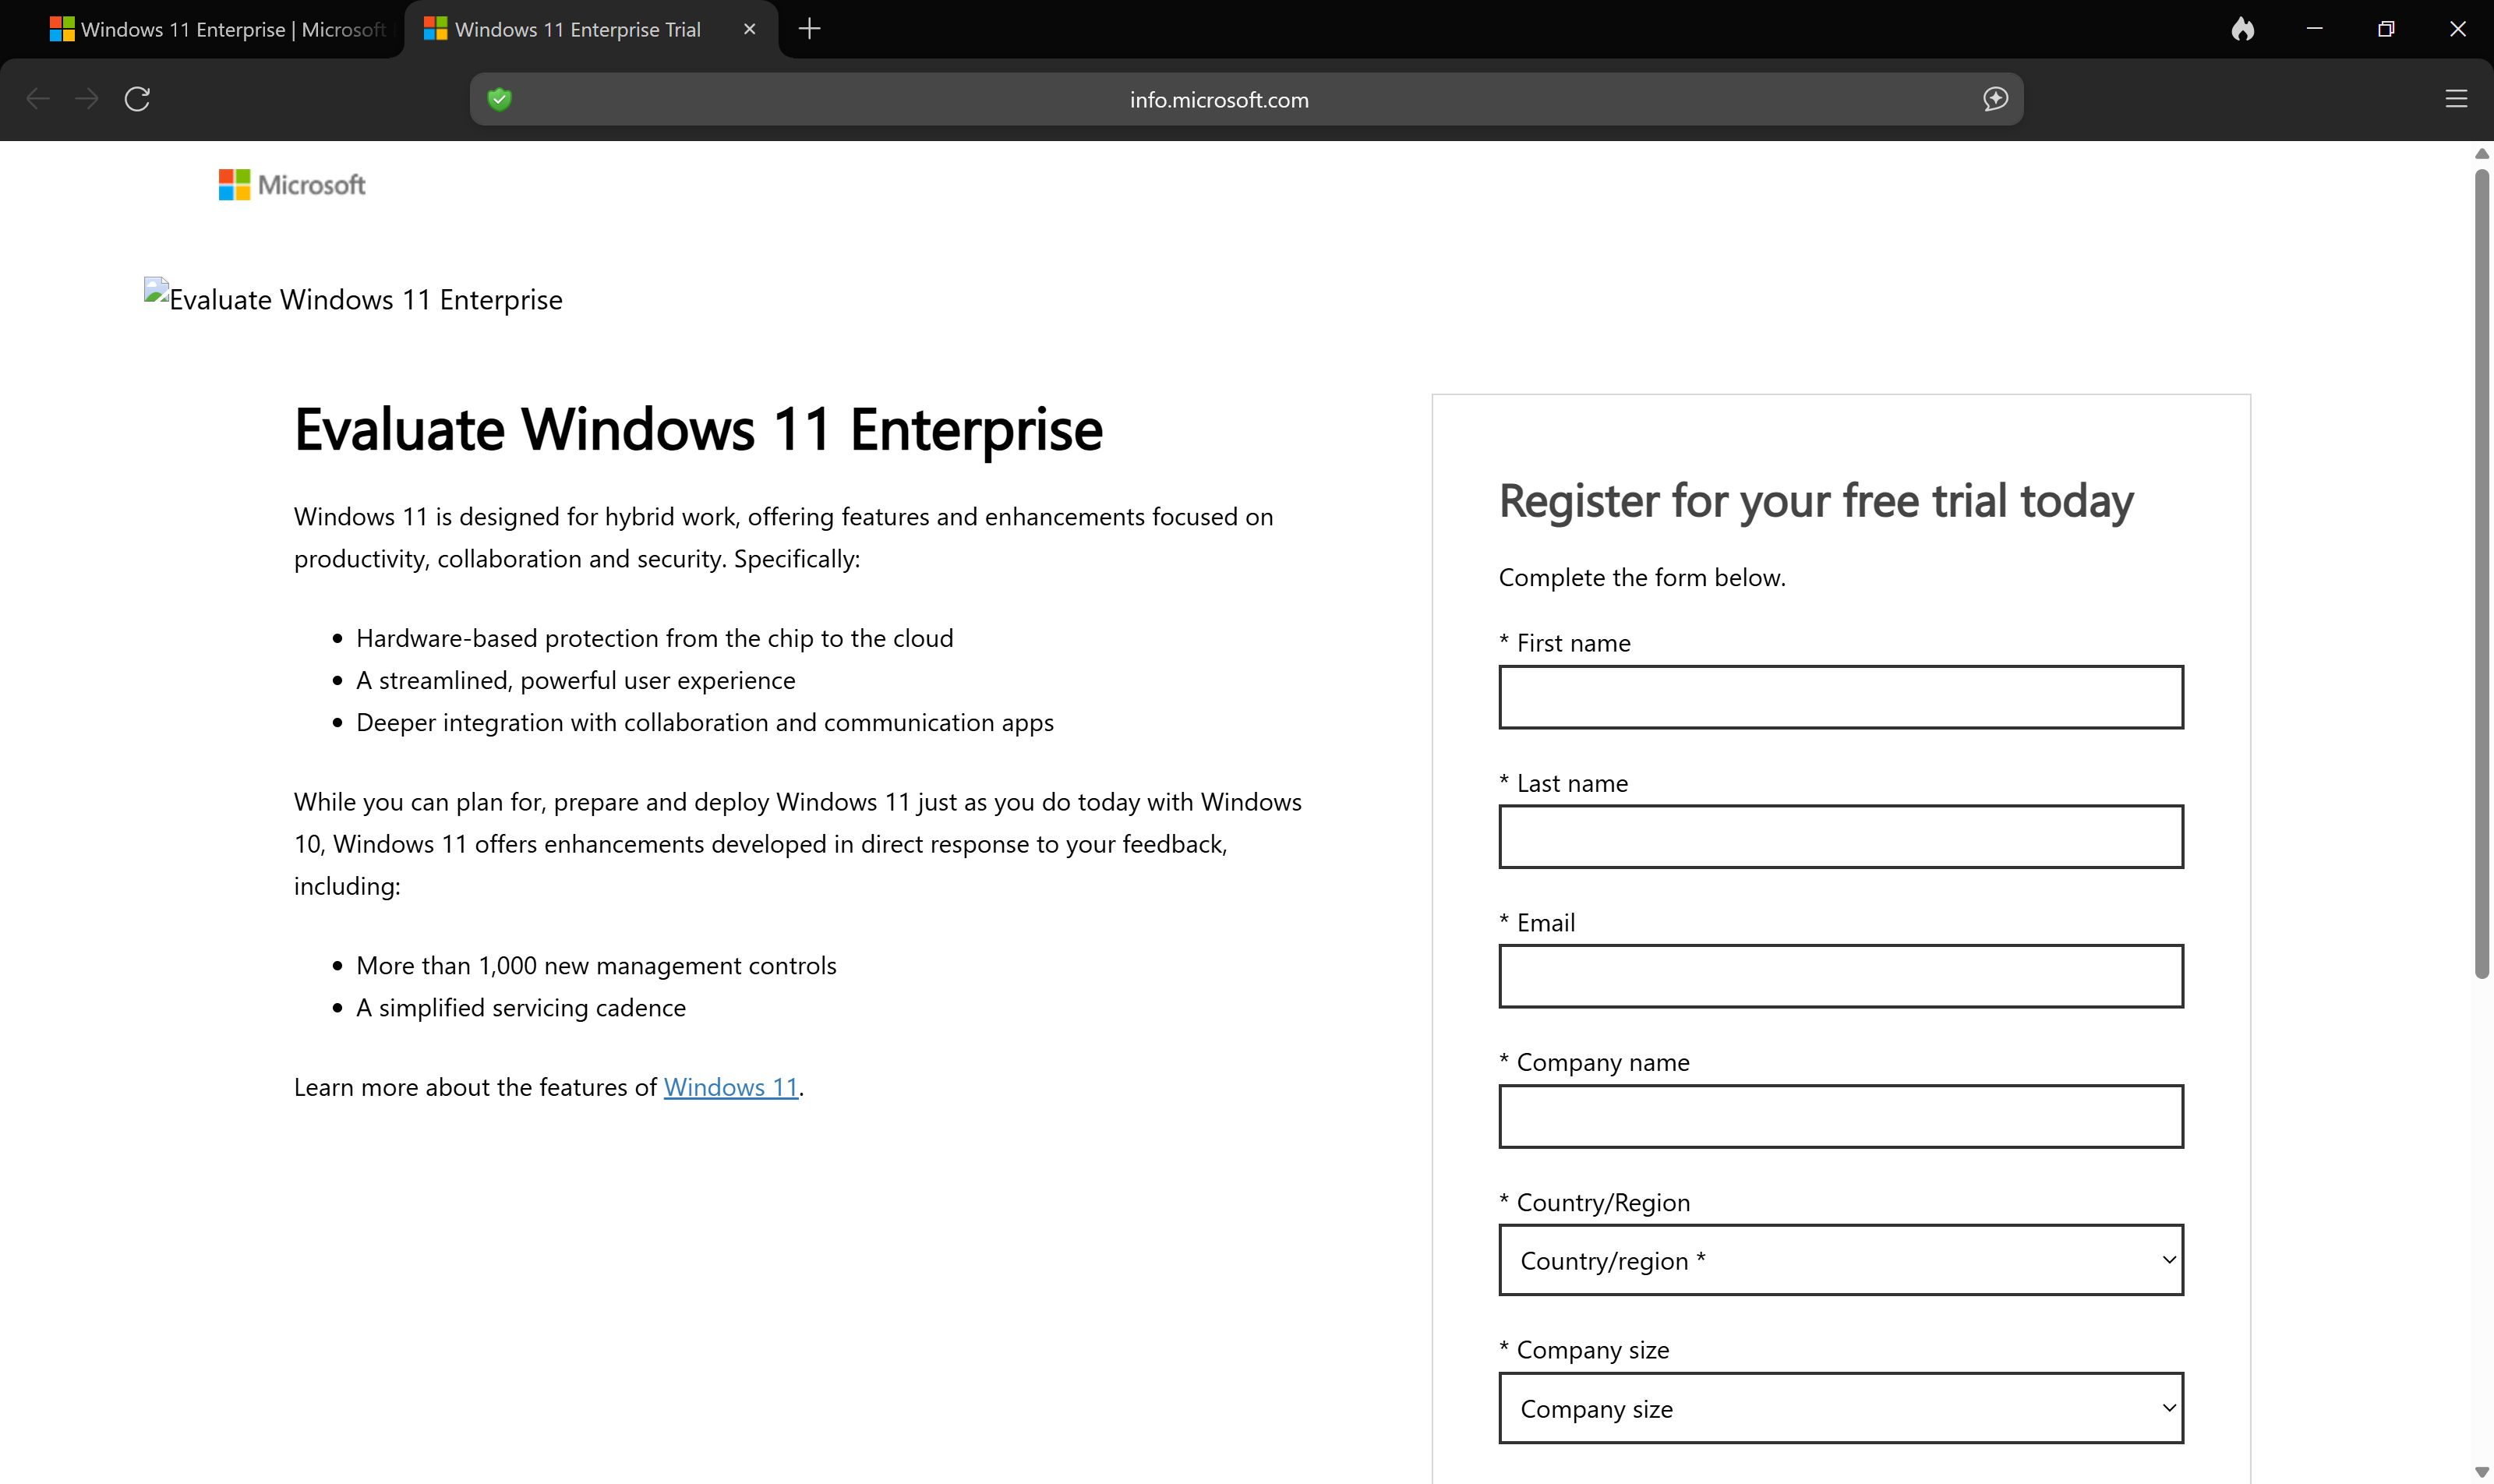 Windows 11 Enterprise | Microsoft
Windows 11 Enterprise Trial
info.microsoft.com
Microsoft
Evaluate Windows 11 Enterprise
Evaluate Windows 11 Enterprise
Windows 11 is designed for hybrid work, offering features and enhancements focused on
productivity, collaboration and security. Specifically:
• Hardware-based protection from the chip to the cloud
• A streamlined, powerful user experience
• Deeper integration with collaboration and communication apps
While you can plan for, prepare and deploy Windows 11 just as you do today with Windows
10, Windows 11 offers enhancements developed in direct response to your feedback,
including:
• More than 1,000 new management controls
• A simplified servicing cadence
Learn more about the features of Windows 11.
Register for your free trial today
Complete the form below.
* First name
* Last name
* Email
* Company name
* Country/Region
Country/region *
* Company size
Company size